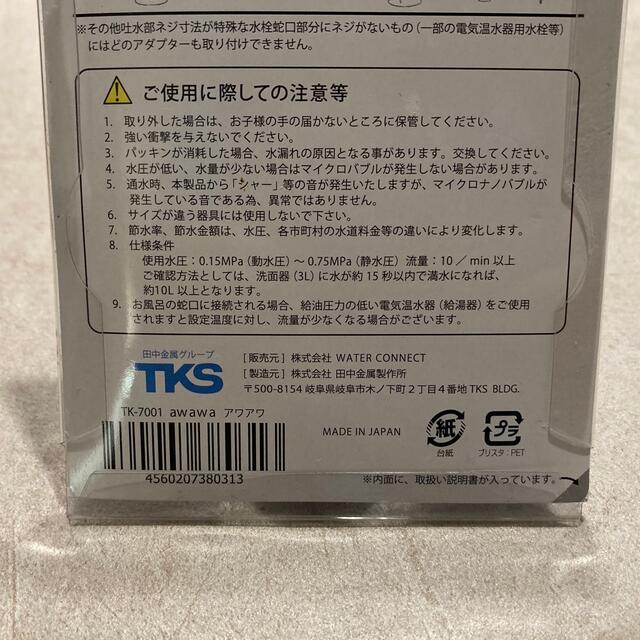 ※その他吐水部ネジ寸法が特殊な水栓蛇口部分にネジがないもの（一部の電気温水器用水栓等）
にはどのアダプターも取り付けできません。
ご使用に際しての注意等
1. 取り外した場合は、お子様の手の届かないところに保管してください。
2. 強い衝撃を与えないでください。
3. パッキンが消耗した場合、水漏れの原因となる事があります。交換してください。
4. 水圧が低い、水量が少ない場合はマイクロバブルが発生しない場合があります。
5. 通水時、本製品から「シャー」等の音が発生いたしますが、マイクロナノバブルが
発生している音である為、異常ではありません。
6. サイズが違う器具には使用しないで下さい。
7. 節水率、節水金額は、水圧、各市町村の水道料金等の違いにより変化します。
8. 仕様条件
使用水圧：0.15MPa（動水圧）～ 0.75MPa（静水圧） 流量：10 ／ min 以上
ご確認方法としては、洗面器（3L）に水が約 15 秒以内で満水になれば、
約10L 以上となります。
9. お風呂の蛇口に接続される場合、給油圧力の低い電気温水器（給湯器）をご使用
されますと設定温度に対し、流量が少なくなる場合がございます。
田中金属グループ
TKS
[ 販売元 ] 株式会社 WATER CONNECT
[ 製造元 ] 株式会社 田中金属製作所
〒500-8154 岐阜県岐阜市木ノ下町２丁目４番地 TKS BLDG.
TK-7001 awawa アワアワ
4560207380313
MADE IN JAPAN
紙
台紙
プラ
ブリスタ：PET
※内面に、取扱い説明書が入っています。